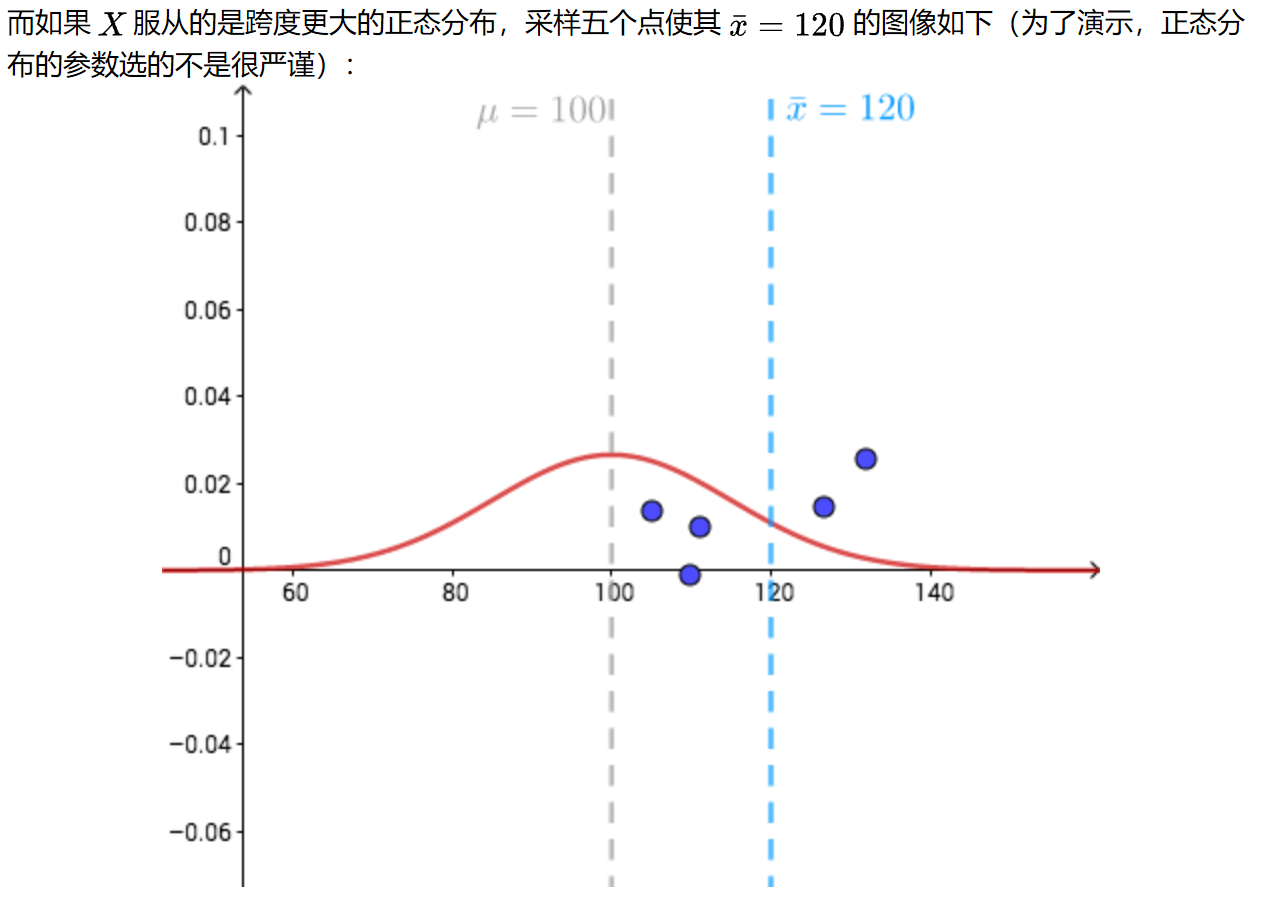 而如果 X 服从的是跨度更大的正态分布，采样五个点使其 x̄ = 120 的图像如下（为了演示，正态分
布的参数选的不是很严谨）：
μ = 100
x̄ = 120
0.1
0.08
0.06
0.04
0.02
0
60 80 100 120 140
−0.02
−0.04
−0.06